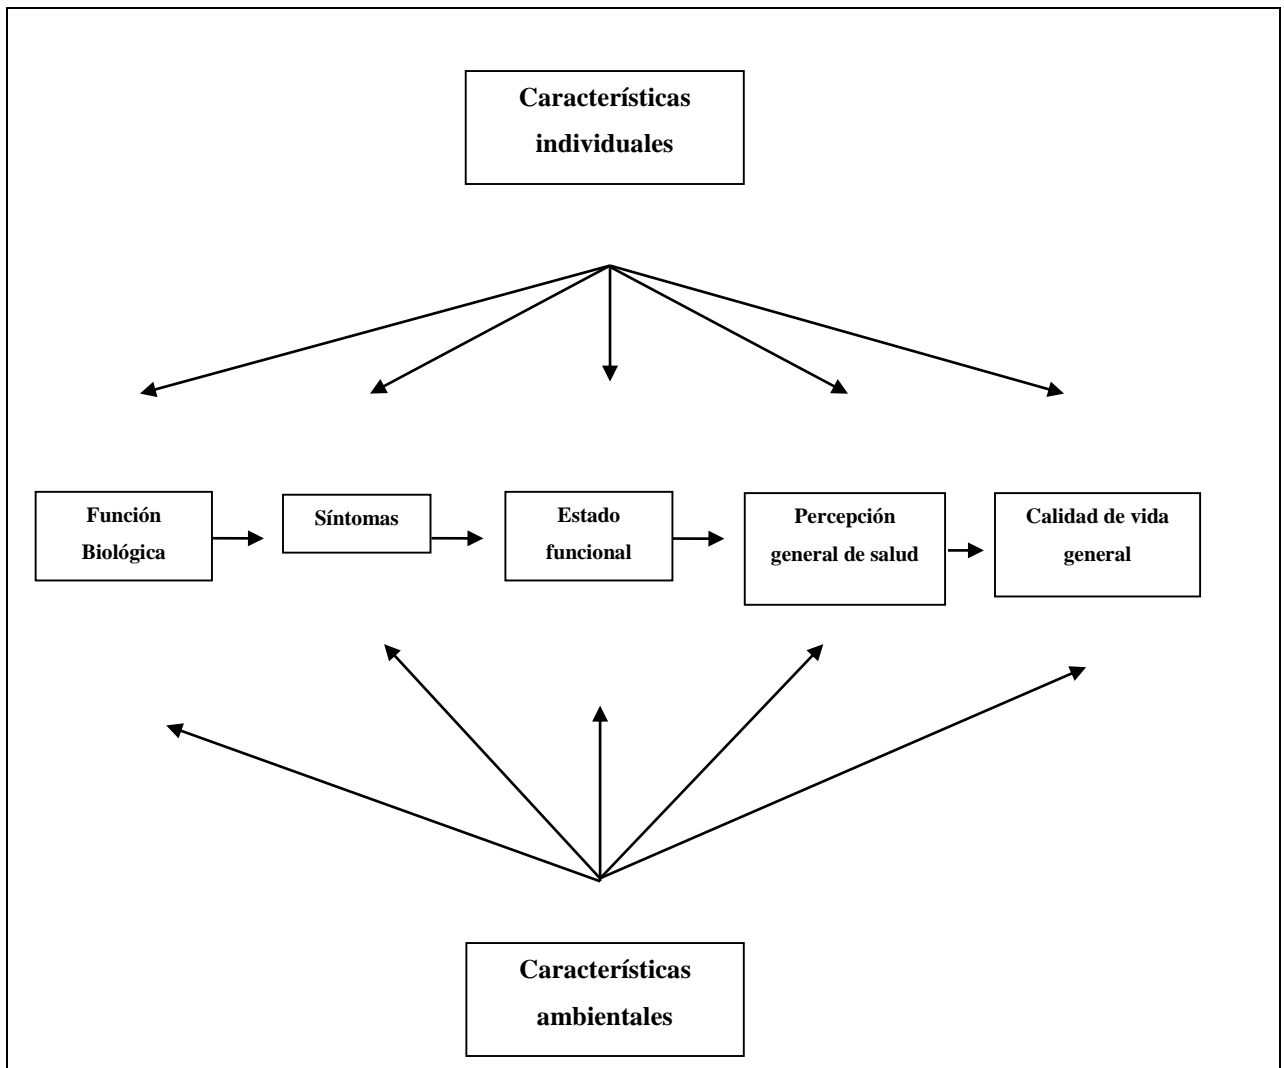 Características
individuales
Función
Biológica
Síntomas
Estado
funcional
Percepción
general de salud
Calidad de vida
general
Características
ambientales